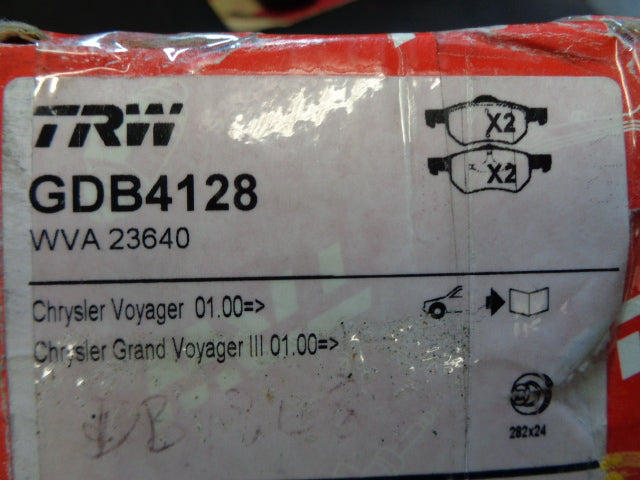 TRW
X2
X2
GDB4128
WVA 23640
Chrysler Voyager 01.00=>
Chrysler Grand Voyager III 01.00=>
282x24